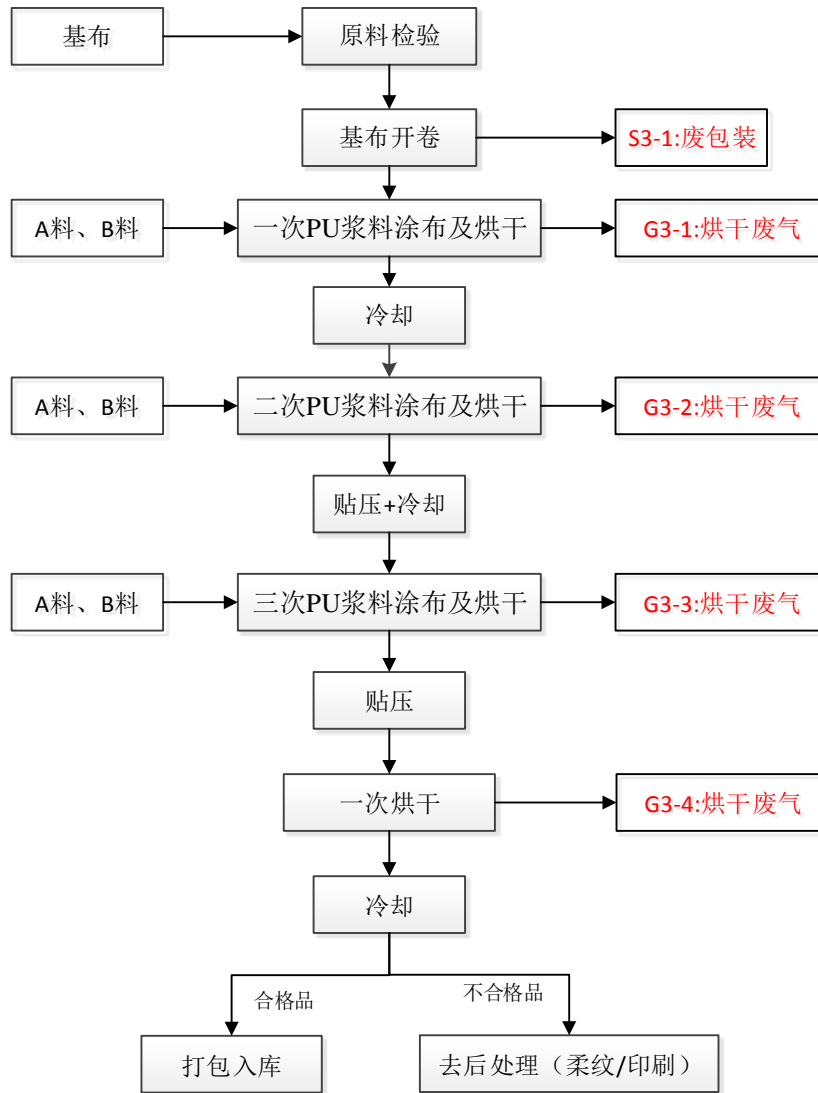 基布
原料检验
基布开卷
S3-1:废包装
A料、B料
一次PU浆料涂布及烘干
G3-1:烘干废气
冷却
A料、B料
二次PU浆料涂布及烘干
G3-2:烘干废气
贴压+冷却
A料、B料
三次PU浆料涂布及烘干
G3-3:烘干废气
贴压
一次烘干
G3-4:烘干废气
冷却
合格品
不合格品
打包入库
去后处理（柔纹/印刷）